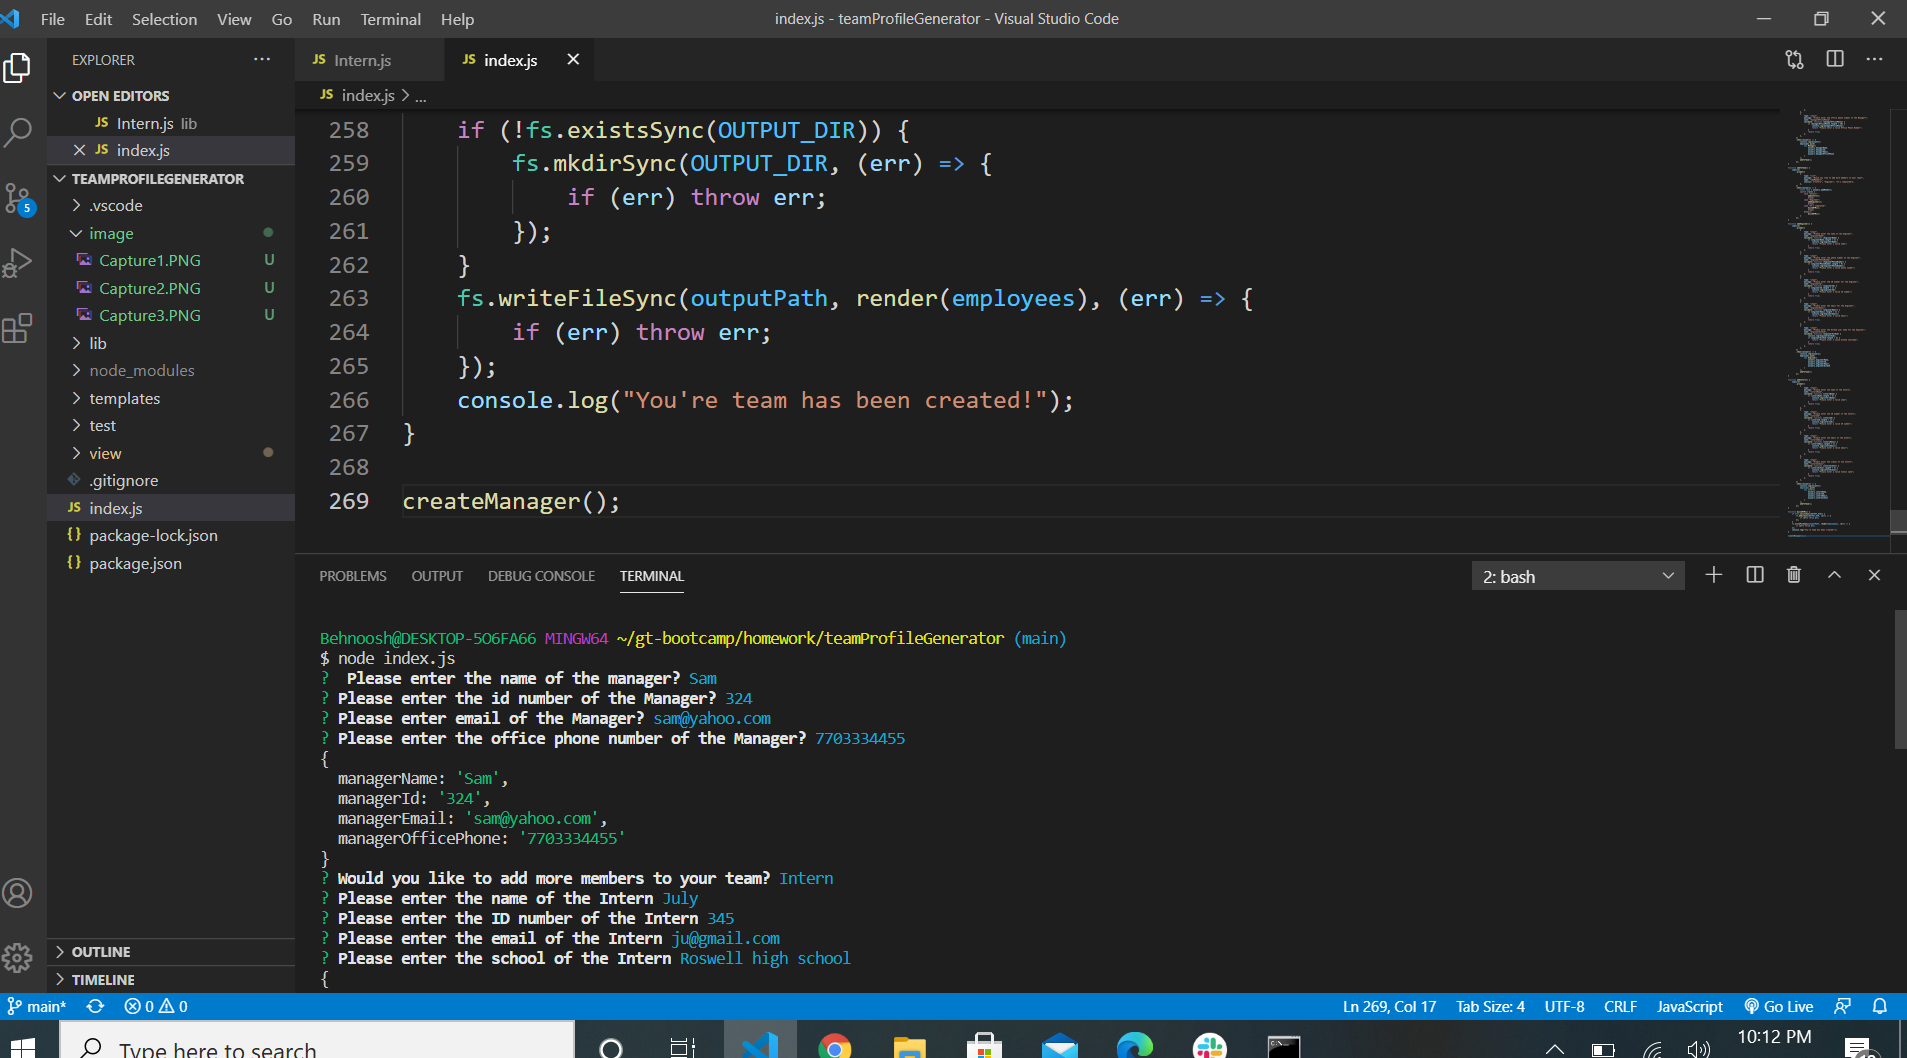 File Edit Selection View Go Run Terminal Help
index.js - teamProfileGenerator - Visual Studio Code
EXPLORER
OPEN EDITORS
JS Intern.js lib
JS index.js
TEAMPROFILEGENERATOR
.vscode
image
Capture1.PNG U
Capture2.PNG U
Capture3.PNG U
lib
node_modules
templates
test
view
.gitignore
JS index.js
{} package-lock.json
{} package.json
OUTLINE
TIMELINE
5
JS Intern.js
JS index.js
JS index.js > ...
258 if (!fs.existsSync(OUTPUT_DIR)) {
259 fs.mkdirSync(OUTPUT_DIR, (err) => {
260 if (err) throw err;
261 });
262 }
263 fs.writeFileSync(outputPath, render(employees), (err) => {
264 if (err) throw err;
265 });
266 console.log("You're team has been created!");
267 }
268
269 createManager();
PROBLEMS OUTPUT DEBUG CONSOLE TERMINAL
2: bash
Behnoosh@DESKTOP-5O6FA66 MINGW64 ~/gt-bootcamp/homework/teamProfileGenerator (main)
$ node index.js
? Please enter the name of the manager? Sam
? Please enter the id number of the Manager? 324
? Please enter email of the Manager? sam@yahoo.com
? Please enter the office phone number of the Manager? 7703334455
{
managerName: 'Sam',
managerId: '324',
managerEmail: 'sam@yahoo.com',
managerOfficePhone: '7703334455'
}
? Would you like to add more members to your team? Intern
? Please enter the name of the Intern July
? Please enter the ID number of the Intern 345
? Please enter the email of the Intern ju@gmail.com
? Please enter the school of the Intern Roswell high school
{
main* 0 0
Ln 269, Col 17 Tab Size: 4 UTF-8 CRLF JavaScript Go Live
Type here to search
10:12 PM